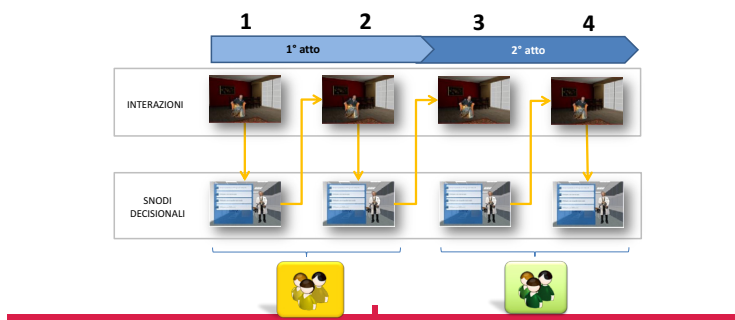 1 2 3 4
1° atto 2° atto
INTERAZIONI
SNODI
DECISIONALI